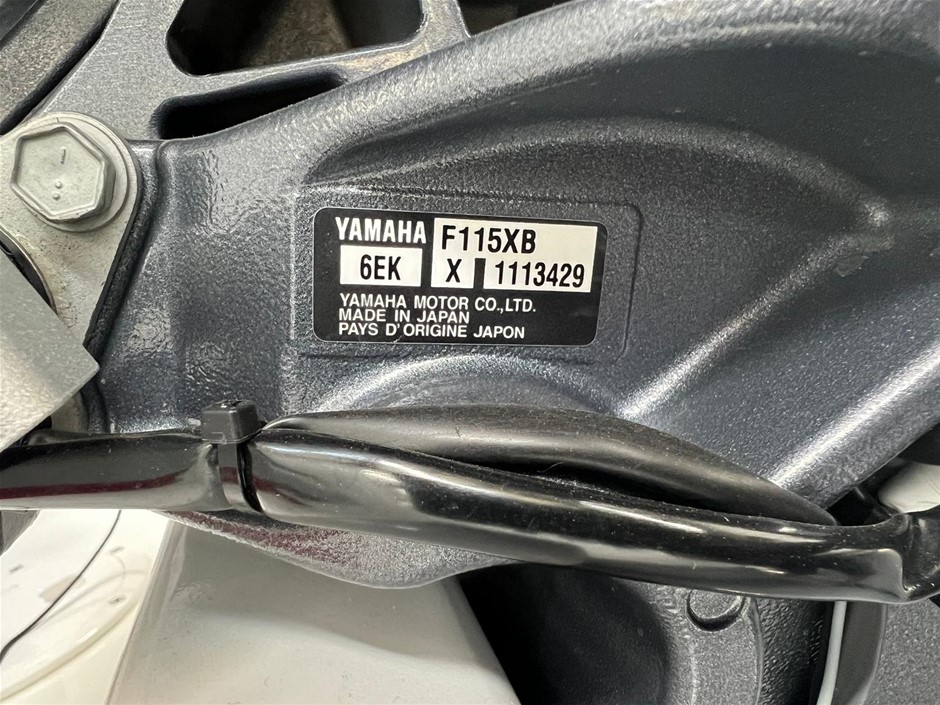 YAMAHA F115XB
6EK X 1113429
YAMAHA MOTOR CO.,LTD.
MADE IN JAPAN
PAYS D'ORIGINE JAPON